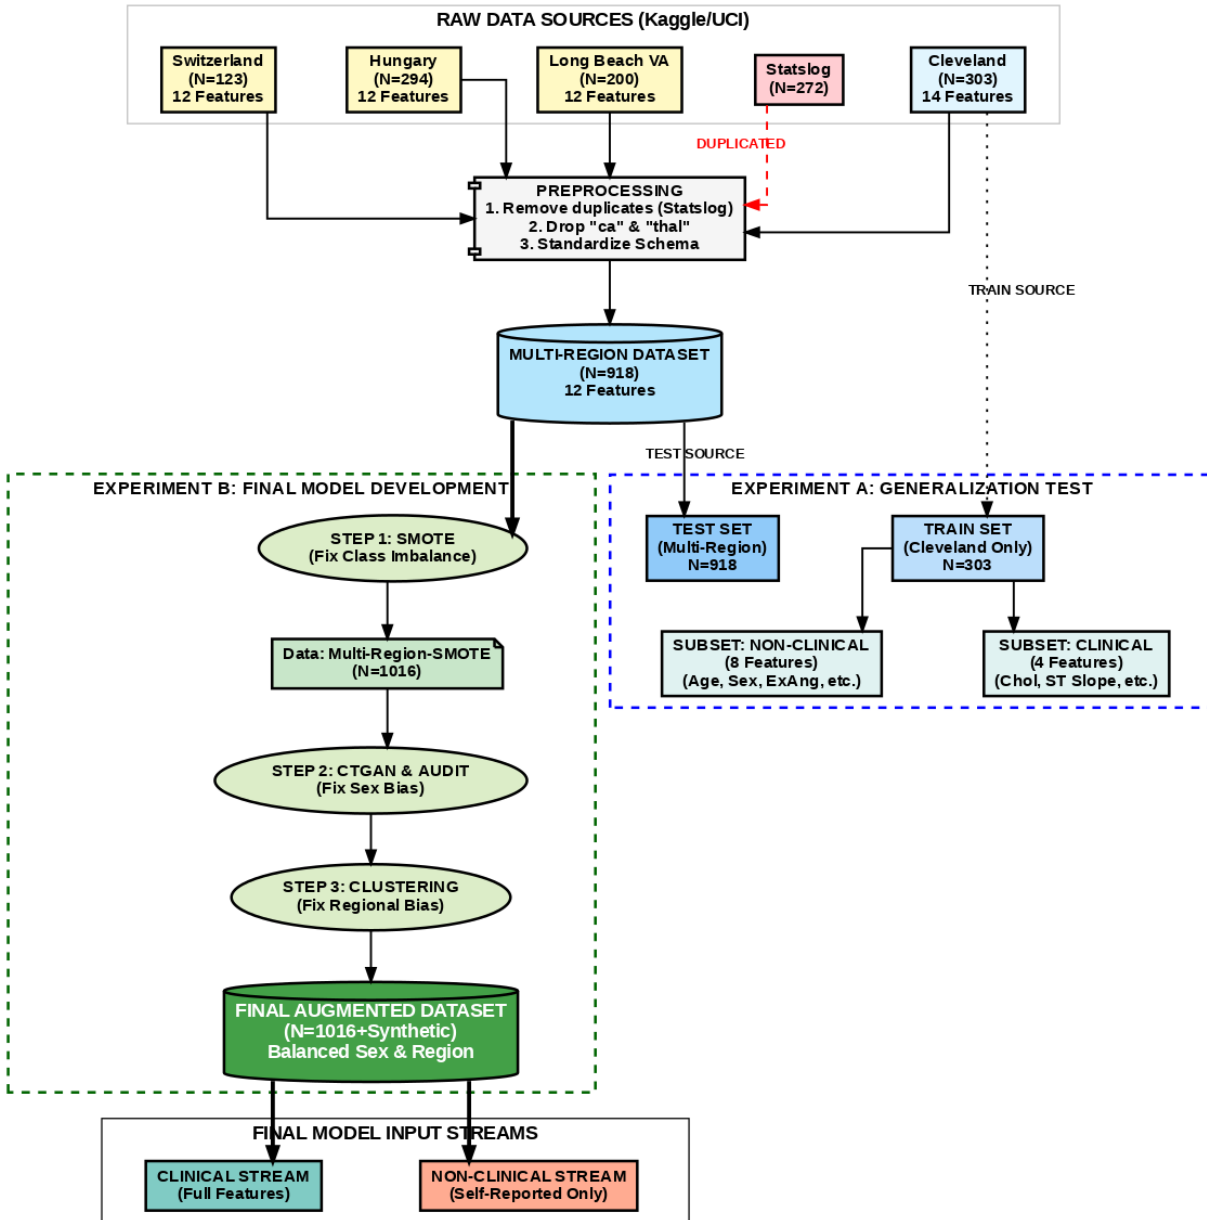 RAW DATA SOURCES (Kaggle/UCI)
Switzerland
(N=123)
12 Features
Hungary
(N=294)
12 Features
Long Beach VA
(N=200)
12 Features
Statslog
(N=272)
Cleveland
(N=303)
14 Features
DUPLICATED
PREPROCESSING
1. Remove duplicates (Statslog)
2. Drop "ca" & "thal"
3. Standardize Schema
TRAIN SOURCE
MULTI-REGION DATASET
(N=918)
12 Features
TEST SOURCE
EXPERIMENT B: FINAL MODEL DEVELOPMENT
STEP 1: SMOTE
(Fix Class Imbalance)
Data: Multi-Region-SMOTE
(N=1016)
STEP 2: CTGAN & AUDIT
(Fix Sex Bias)
STEP 3: CLUSTERING
(Fix Regional Bias)
FINAL AUGMENTED DATASET
(N=1016+Synthetic)
Balanced Sex & Region
EXPERIMENT A: GENERALIZATION TEST
TEST SET
(Multi-Region)
N=918
TRAIN SET
(Cleveland Only)
N=303
SUBSET: NON-CLINICAL
(8 Features)
(Age, Sex, ExAng, etc.)
SUBSET: CLINICAL
(4 Features)
(Chol, ST Slope, etc.)
FINAL MODEL INPUT STREAMS
CLINICAL STREAM
(Full Features)
NON-CLINICAL STREAM
(Self-Reported Only)